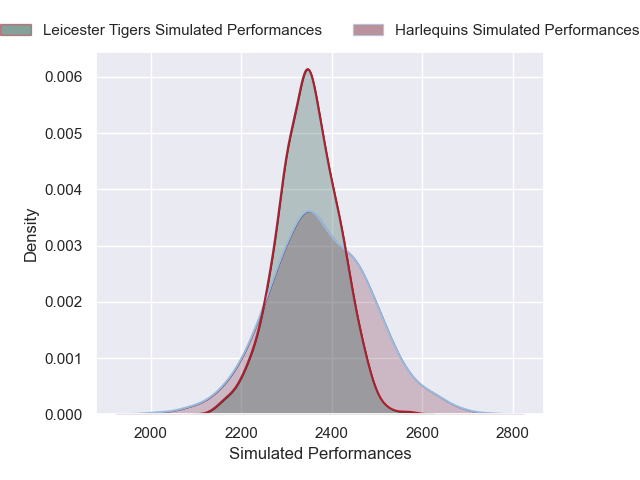 Leicester Tigers Simulated Performances
Harlequins Simulated Performances
0.006
0.005
0.004
0.003
0.002
0.001
0.000
Density
2000 2200 2400 2600 2800
Simulated Performances